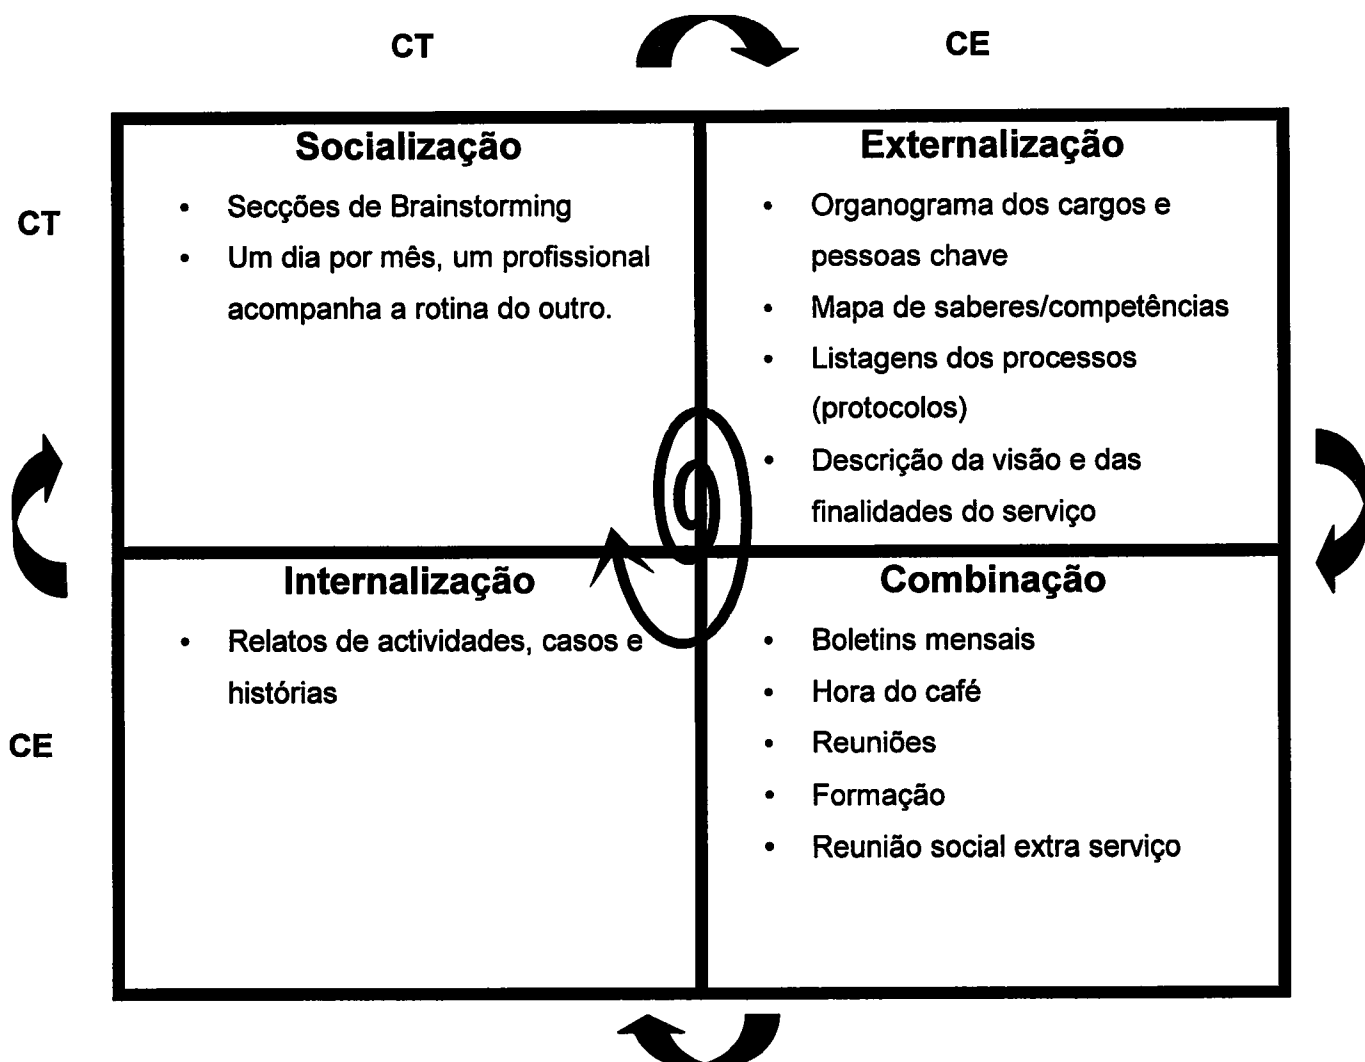 CT
CE
CT
Socialização
• Secções de Brainstorming
• Um dia por mês, um profissional
acompanha a rotina do outro.
Externalização
• Organograma dos cargos e
pessoas chave
• Mapa de saberes/competências
• Listagens dos processos
(protocolos)
• Descrição da visão e das
finalidades do serviço
CE
Internalização
• Relatos de actividades, casos e
histórias
Combinação
• Boletins mensais
• Hora do café
• Reuniões
• Formação
• Reunião social extra serviço